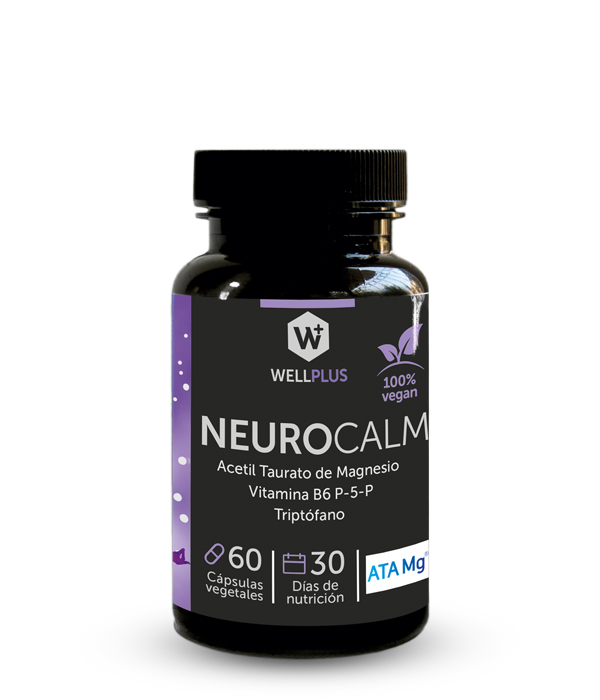 W+
WELLPLUS
100%
vegan
NEUROCALM
Acetil Taurato de Magnesio
Vitamina B6 P-5-P
Triptófano
60
Cápsulas
vegetales
30
Días de
nutrición
ATA Mg®